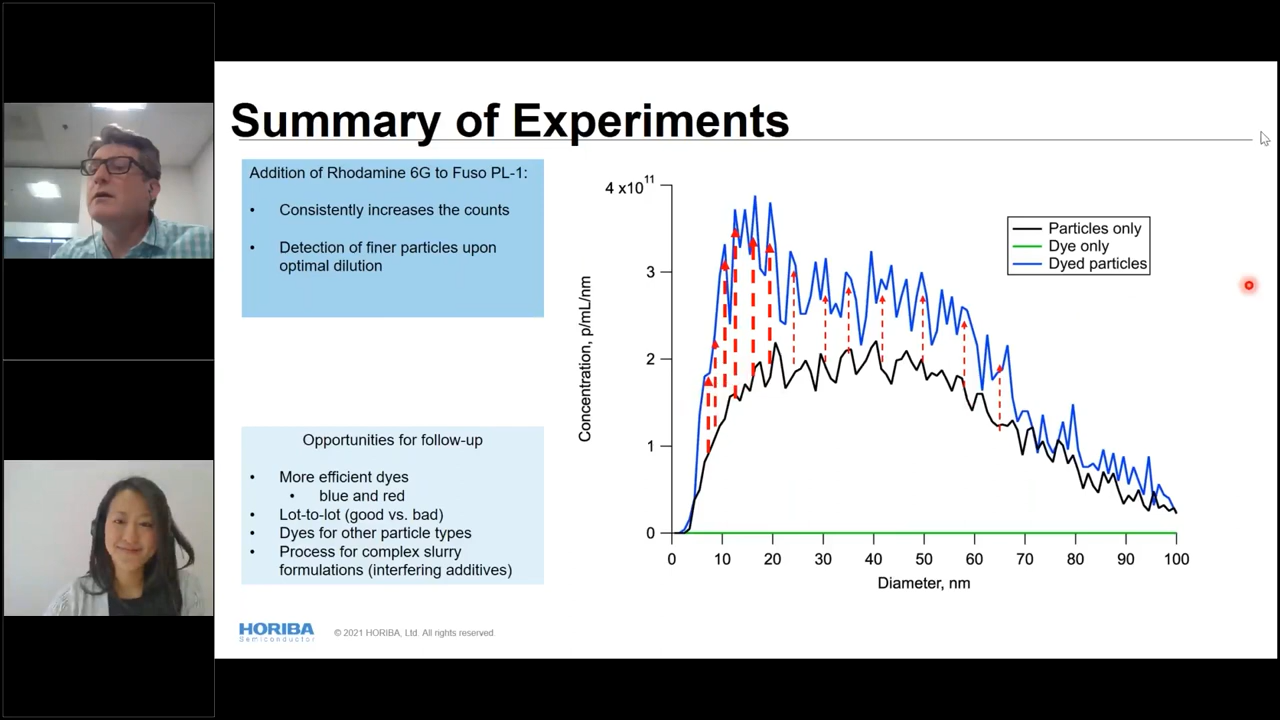 Summary of Experiments
Addition of Rhodamine 6G to Fuso PL-1:
• Consistently increases the counts
• Detection of finer particles upon
optimal dilution
Opportunities for follow-up
• More efficient dyes
• blue and red
• Lot-to-lot (good vs. bad)
• Dyes for other particle types
• Process for complex slurry
formulations (interfering additives)
4 x10¹¹
3
2
1
0
Concentration, p/mL/nm
0 10 20 30 40 50 60 70 80 90 100
Diameter, nm
Particles only
Dye only
Dyed particles
HORIBA
Semiconductor
© 2021 HORIBA, Ltd. All rights reserved.